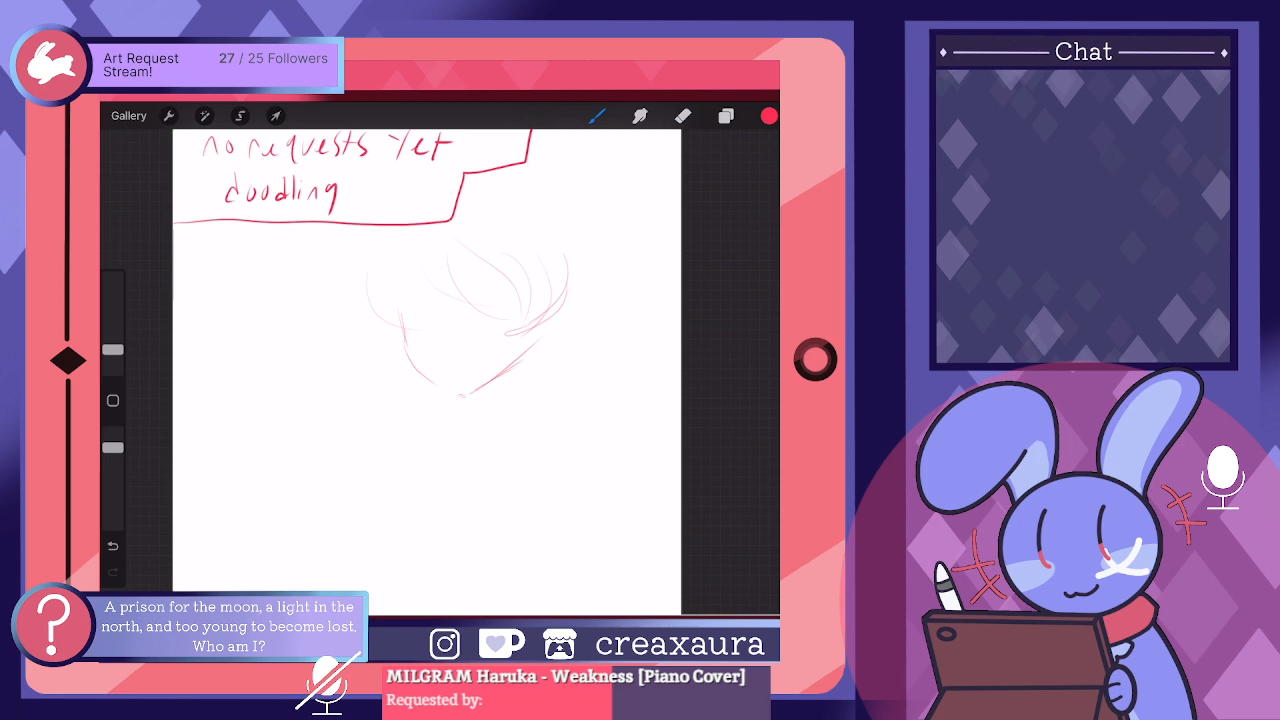 Art Request
Stream!
27 / 25 Followers
Chat
Gallery
no requests yet
doodling
A prison for the moon, a light in the
north, and too young to become lost.
Who am I?
creaxaura
MILGRAM Haruka - Weakness [Piano Cover]
Requested by: